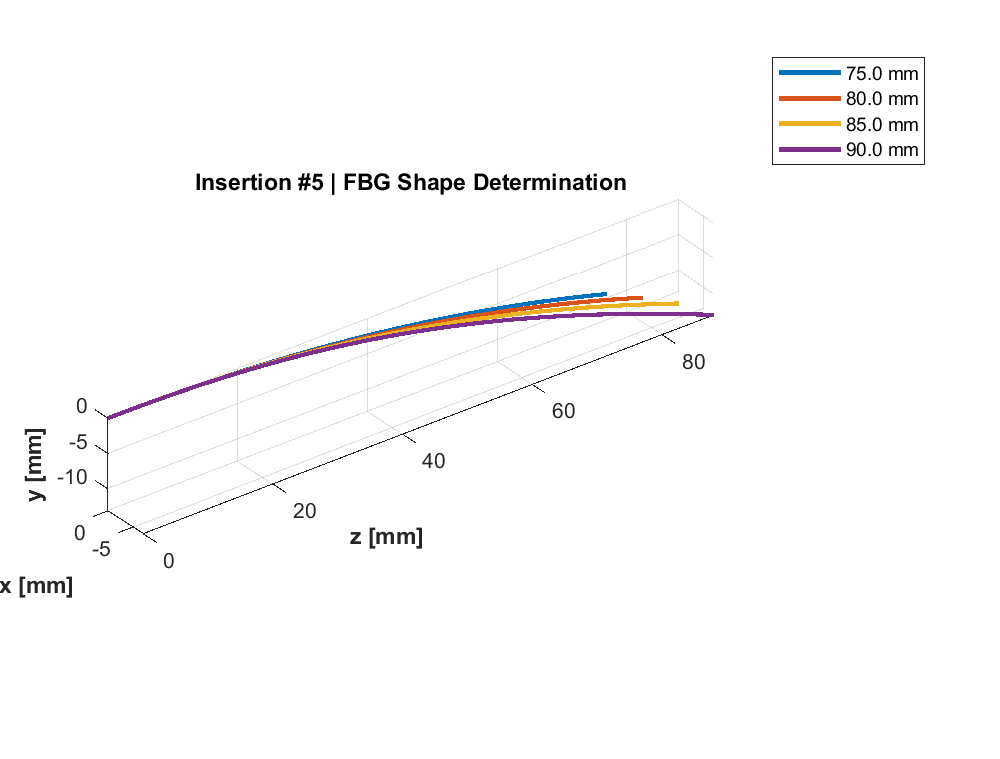 75.0 mm
80.0 mm
85.0 mm
90.0 mm
Insertion #5 | FBG Shape Determination
0
-5
-10
y [mm]
0
-5
x [mm]
0
20
40
60
80
z [mm]